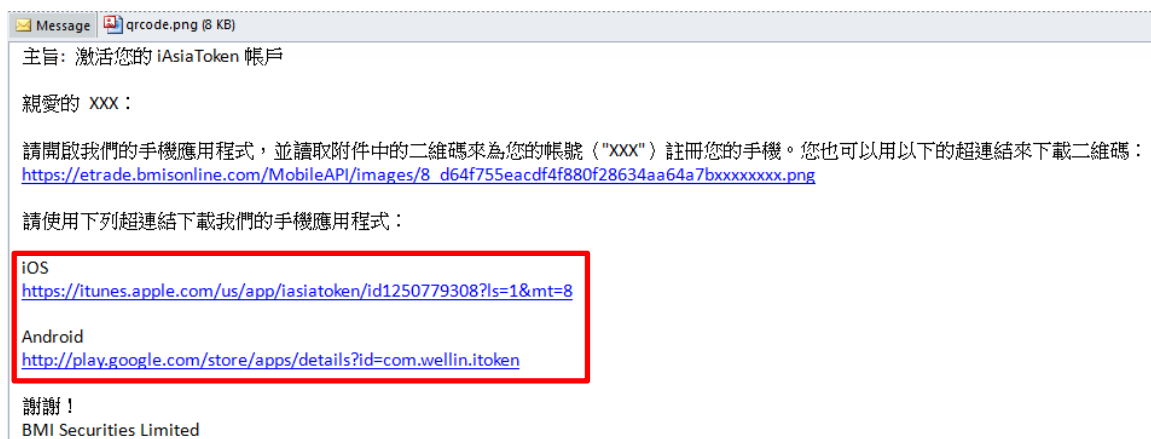 Message qrcode.png (8 KB)
主旨: 激活您的 iAsiaToken 帳戶
親愛的 XXX：
請開啟我們的手機應用程式，並讀取附件中的二維碼來為您的帳號（"XXX"）註冊您的手機。您也可以用以下的超連結來下載二維碼：
https://etrade.bmisonline.com/MobileAPI/images/8_d64f755eacdf4f880f28634aa64a7bxxxxxxxx.png
請使用下列超連結下載我們的手機應用程式：
iOS
https://itunes.apple.com/us/app/iasiatoken/id1250779308?ls=1&mt=8
Android
http://play.google.com/store/apps/details?id=com.wellin.itoken
謝謝！
BMI Securities Limited